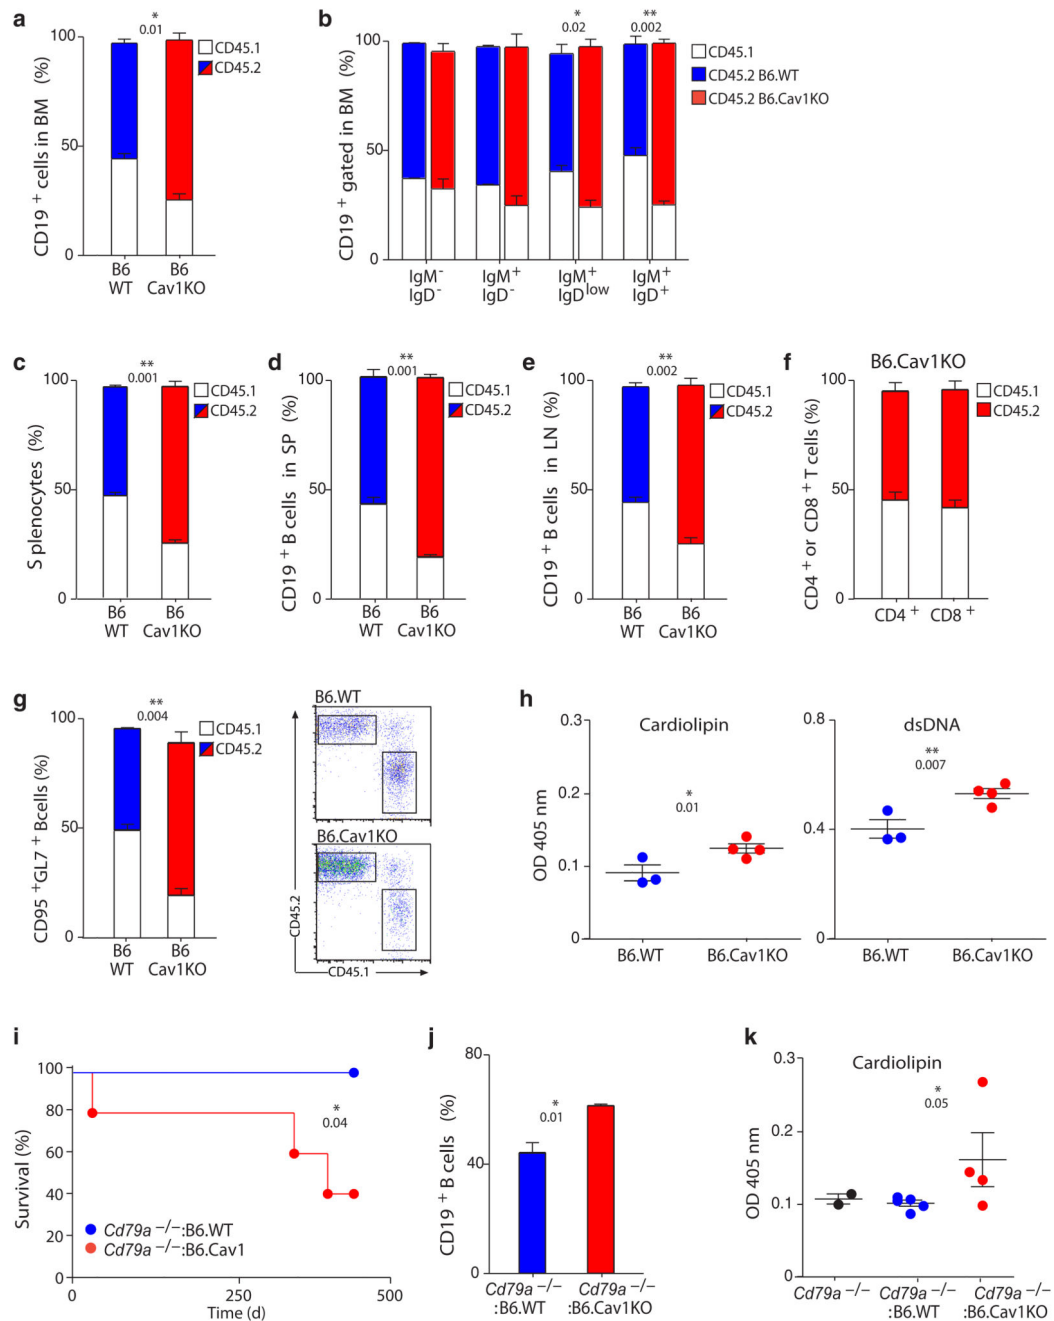 a
*
0.01
CD19 + cells in BM (%)
100
50
0
B6 WT
B6 Cav1KO
CD45.1
CD45.2
b
*
0.02
**
0.002
CD19 + gated in BM (%)
100
50
0
IgM- IgD-
IgM+ IgD-
IgM+ IgDlow
IgM+ IgD+
CD45.1
CD45.2 B6.WT
CD45.2 B6.Cav1KO
c
**
0.001
S plenocytes (%)
100
50
0
B6 WT
B6 Cav1KO
CD45.1
CD45.2
d
**
0.001
CD19 + B cells in SP (%)
100
50
0
B6 WT
B6 Cav1KO
CD45.1
CD45.2
e
**
0.002
CD19 + B cells in LN (%)
100
50
0
B6 WT
B6 Cav1KO
CD45.1
CD45.2
f
B6.Cav1KO
CD4 + or CD8 + T cells (%)
100
50
0
CD4 +
CD8 +
CD45.1
CD45.2
g
**
0.004
CD95 +GL7 + Bcells (%)
100
50
0
B6 WT
B6 Cav1KO
CD45.1
CD45.2
B6.WT
B6.Cav1KO
CD45.2
CD45.1
h
Cardiolipin
OD 405 nm
0.3
0.2
0.1
0
*
0.01
B6.WT
B6.Cav1KO
dsDNA
0.8
0.4
0
**
0.007
B6.WT
B6.Cav1KO
i
Survival (%)
100
80
60
40
20
0
*
0.04
Cd79a −/−:B6.WT
Cd79a −/−:B6.Cav1
0
250
500
Time (d)
j
CD19 + B cells (%)
80
40
0
*
0.01
Cd79a −/− :B6.WT
Cd79a −/− :B6.Cav1KO
k
Cardiolipin
OD 405 nm
0.3
0.2
0.1
0
*
0.05
Cd79a −/−
Cd79a −/− :B6.WT
Cd79a −/− :B6.Cav1KO